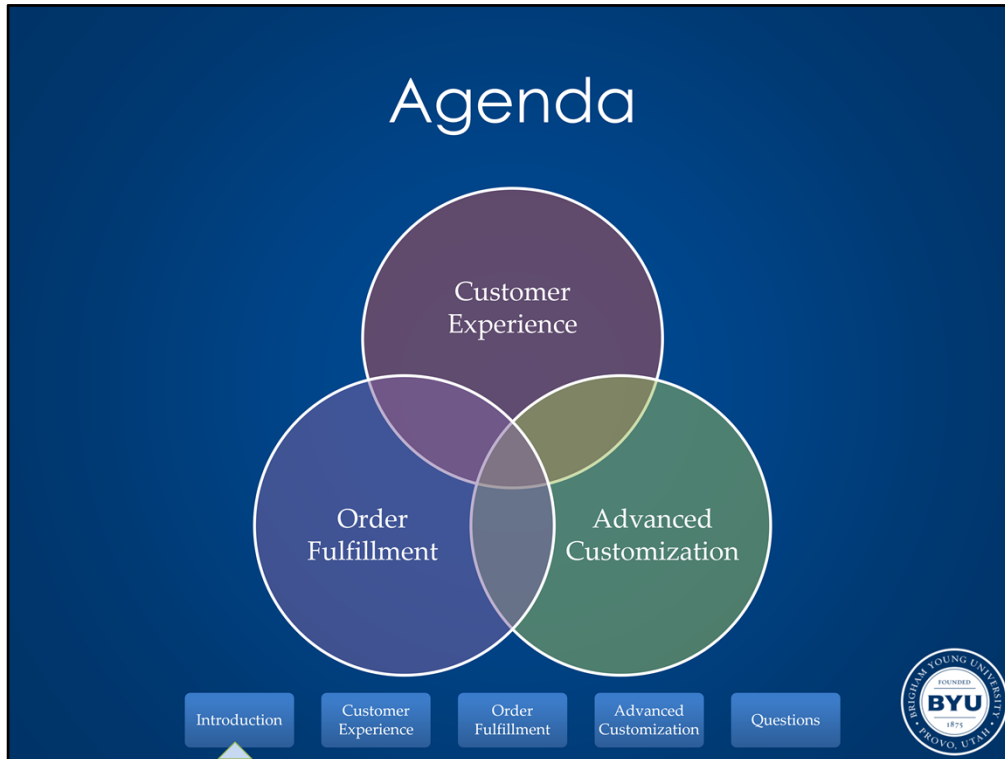 Agenda
Customer
Experience
Order
Fulfillment
Advanced
Customization
Introduction
Customer
Experience
Order
Fulfillment
Advanced
Customization
Questions
BRIGHAM YOUNG UNIVERSITY
FOUNDED
BYU
1875
PROVO, UTAH